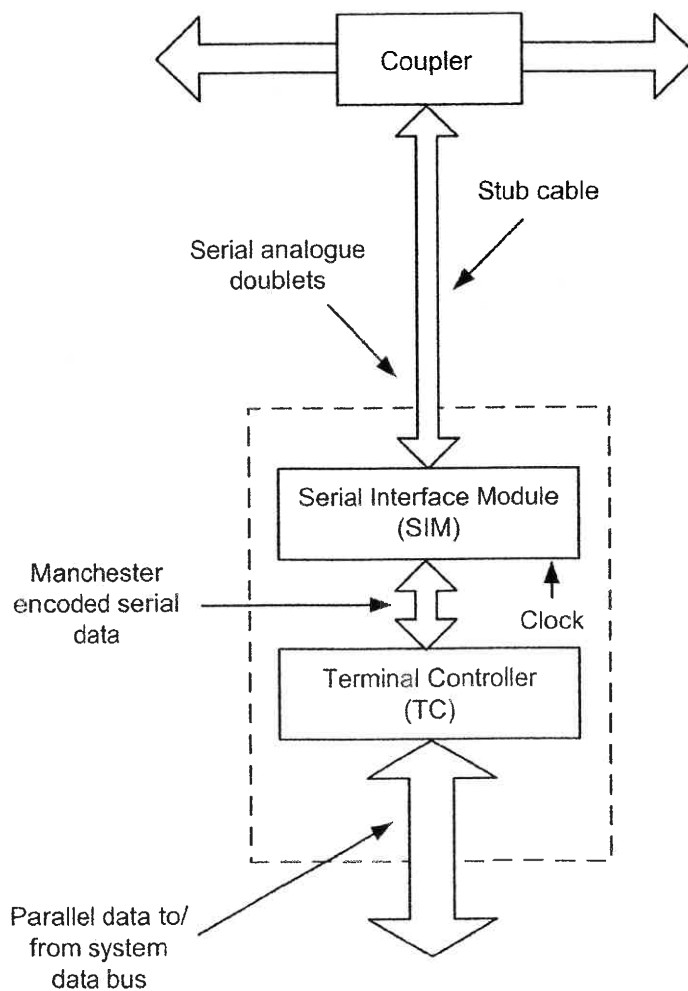 Coupler
Stub cable
Serial analogue
doublets
Serial Interface Module
(SIM)
Manchester
encoded serial
data
Clock
Terminal Controller
(TC)
Parallel data to/
from system
data bus